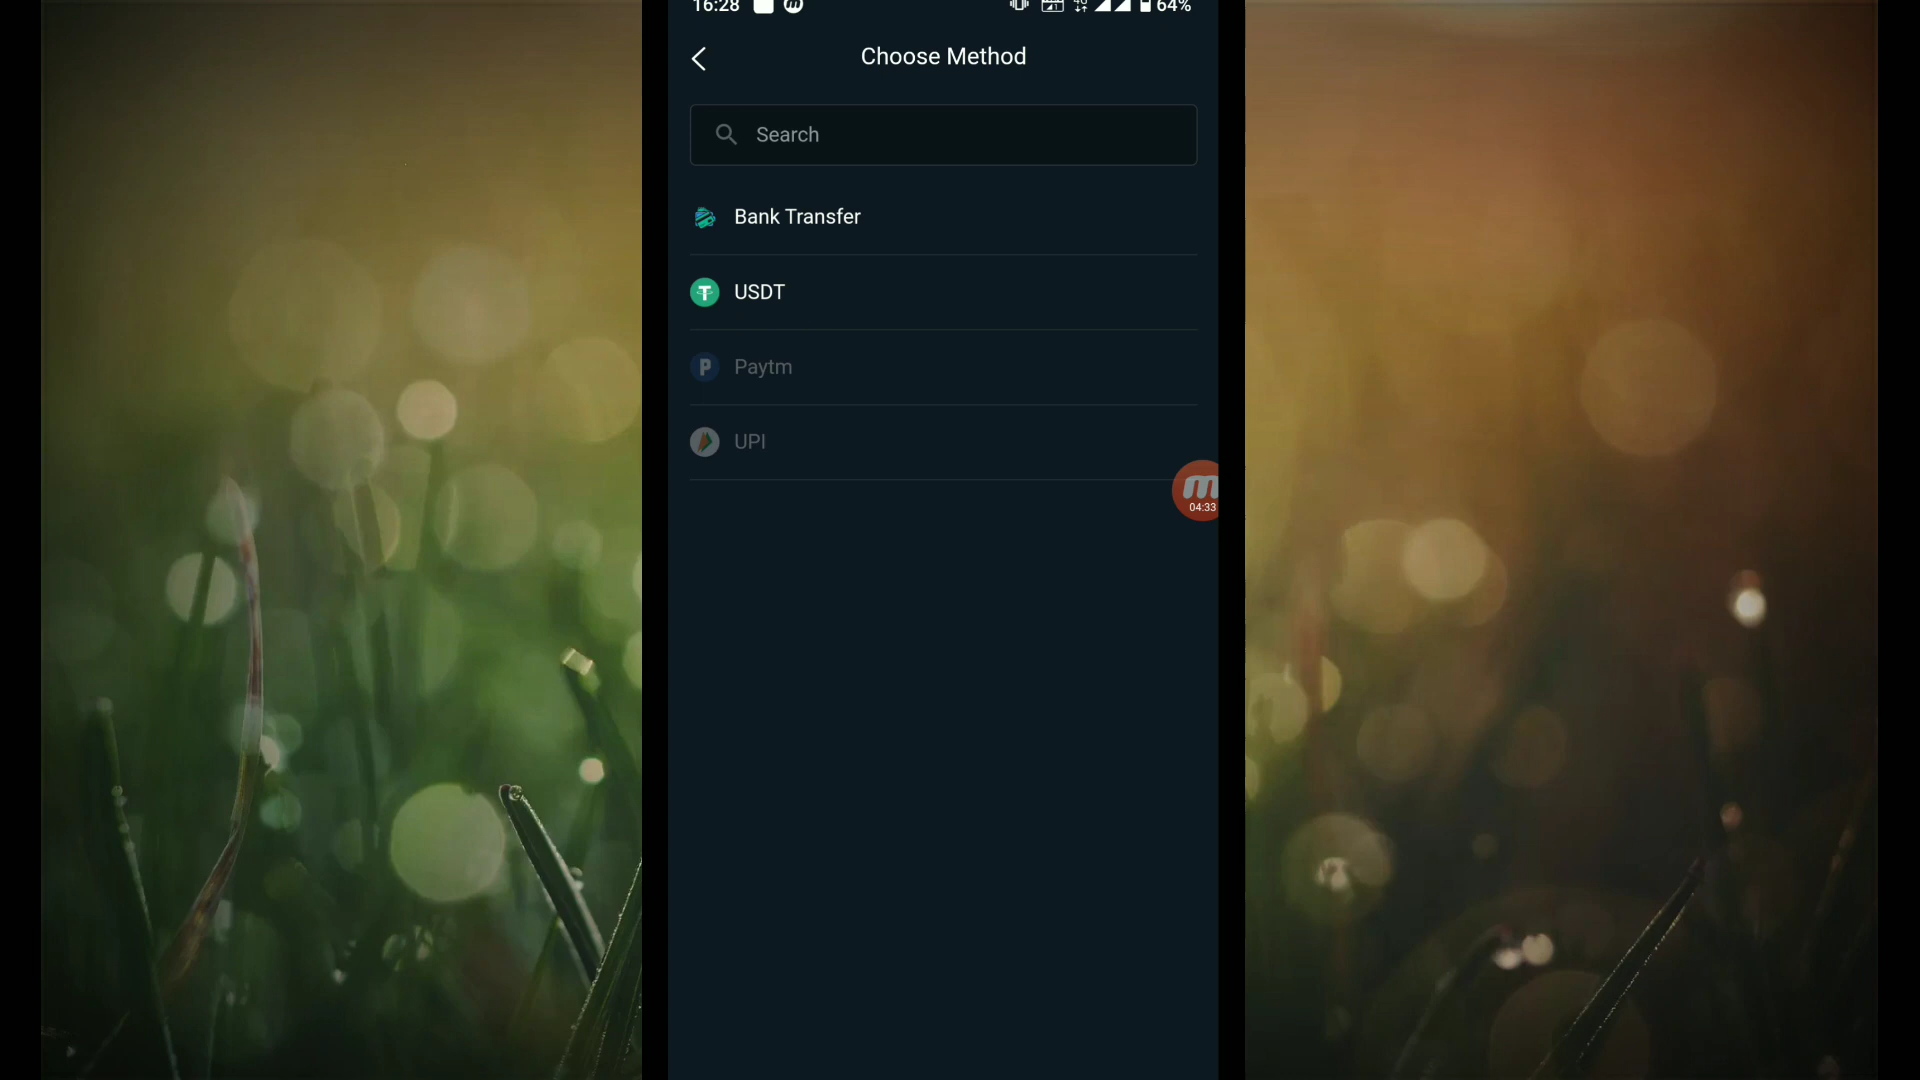 16:28
64%
Choose Method
Search
Bank Transfer
USDT
Paytm
UPI
04:33